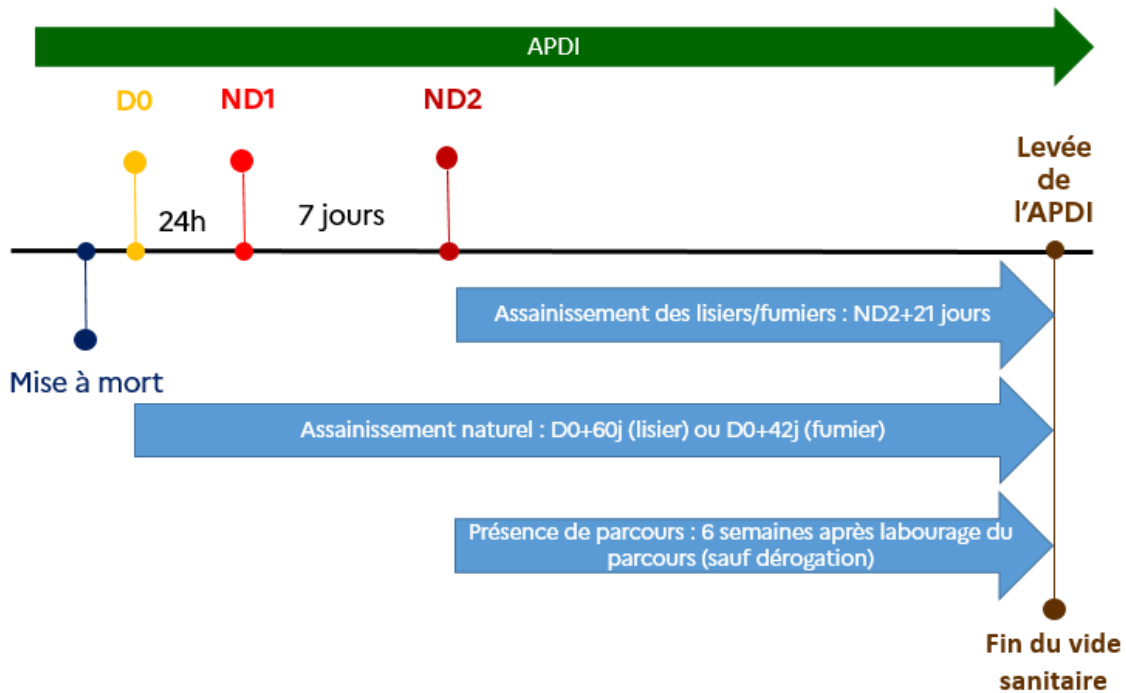 APDI
D0
ND1
ND2
Levée
de
l'APDI
24h
7 jours
Assainissement des lisiers/fumiers : ND2+21 jours
Mise à mort
Assainissement naturel : D0+60j (lisier) ou D0+42j (fumier)
Présence de parcours : 6 semaines après labourage du
parcours (sauf dérogation)
Fin du vide
sanitaire